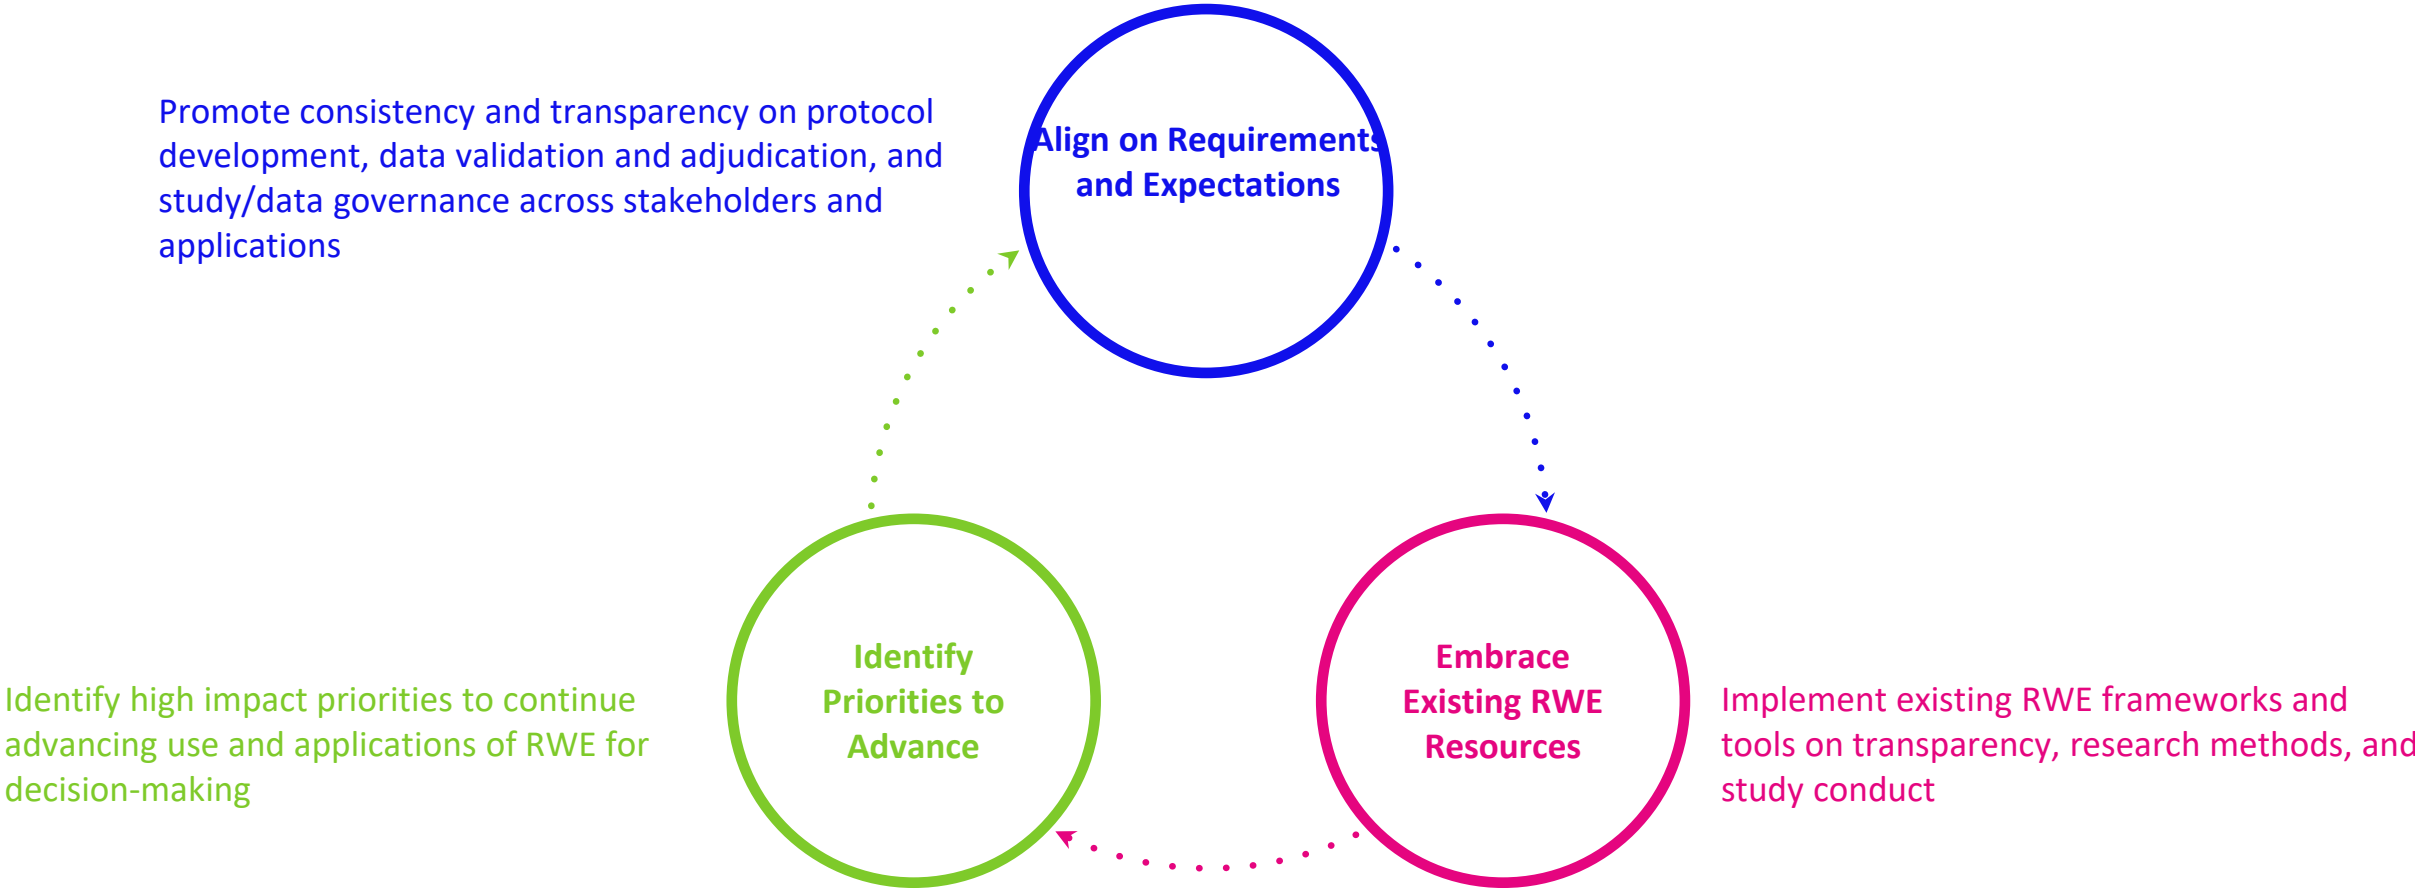 Promote consistency and transparency on protocol
development, data validation and adjudication, and
study/data governance across stakeholders and
applications
Align on Requirements
and Expectations
Identify
Priorities to
Advance
Embrace
Existing RWE
Resources
Identify high impact priorities to continue
advancing use and applications of RWE for
decision-making
Implement existing RWE frameworks and
tools on transparency, research methods, and
study conduct